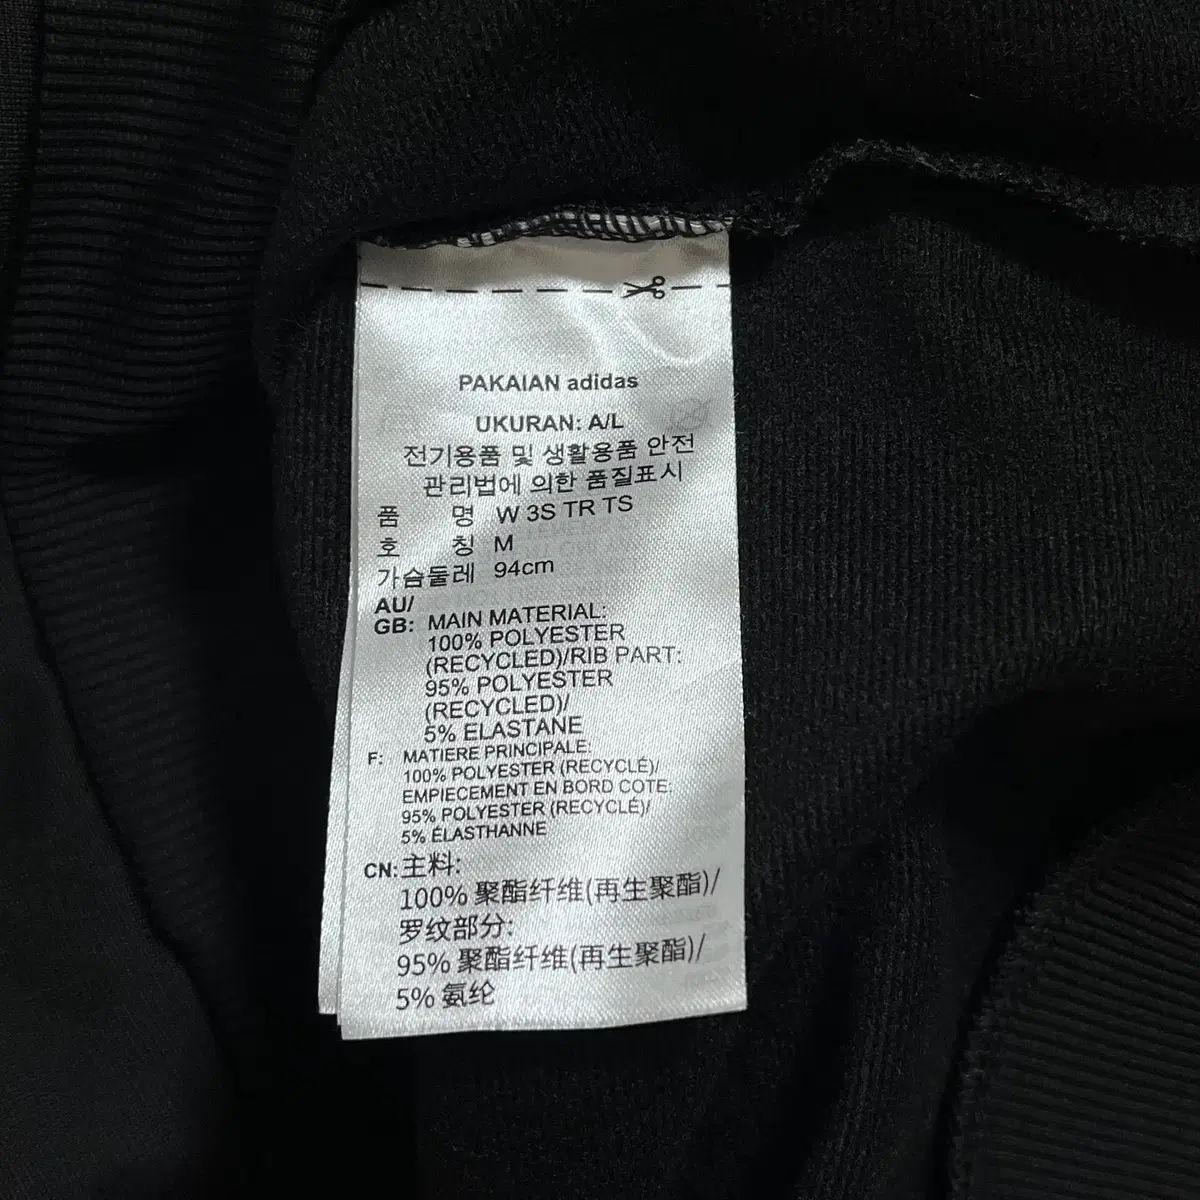 PAKAIAN adidas
UKURAN: A/L
전기용품 및 생활용품 안전
관리법에 의한 품질표시
품 명 W 3S TR TS
호 칭 M
가슴둘레 94cm
AU/
GB: MAIN MATERIAL:
100% POLYESTER
(RECYCLED)/RIB PART:
95% POLYESTER
(RECYCLED)/
5% ELASTANE
F: MATIERE PRINCIPALE:
100% POLYESTER (RECYCLÉ)/
EMPIECEMENT EN BORD COTE:
95% POLYESTER (RECYCLÉ)/
5% ÉLASTHANNE
CN: 主料:
100% 聚酯纤维(再生聚酯)/
罗纹部分:
95% 聚酯纤维(再生聚酯)/
5% 氨纶